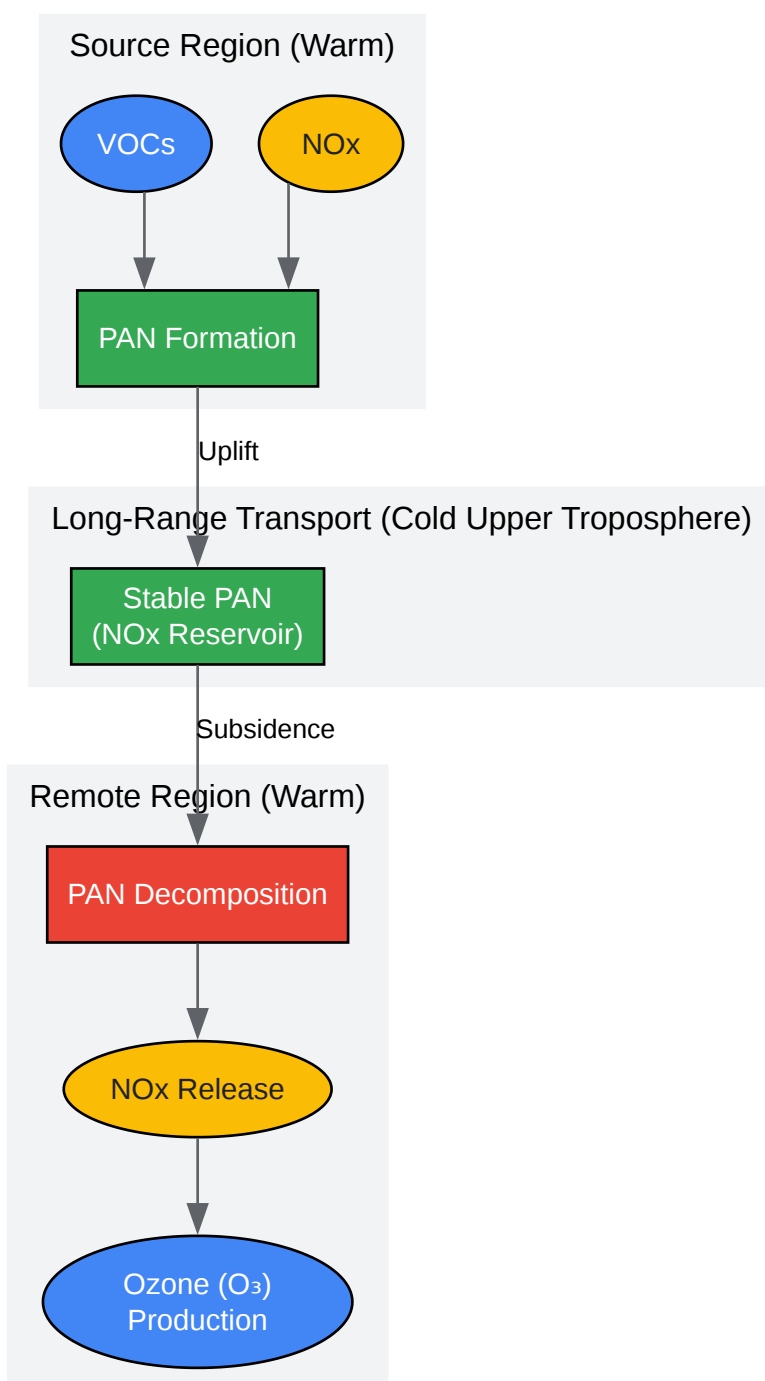 Source Region (Warm)
VOCs
NOx
PAN Formation
Uplift
Long-Range Transport (Cold Upper Troposphere)
Stable PAN
(NOx Reservoir)
Subsidence
Remote Region (Warm)
PAN Decomposition
NOx Release
Ozone (O₃)
Production